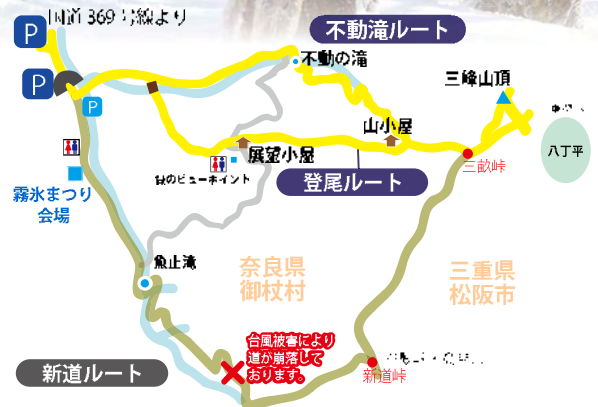 国道369号線より
P
不動滝ルート
不動の滝
P
P
三峰山頂
山小屋
八丁平
展望小屋
三畝峠
霧氷まつり
会場
登尾ルート
魚止滝
奈良県
御杖村
三重県
松阪市
台風被害により
道が崩落して
おります。
新道ルート
新道峠